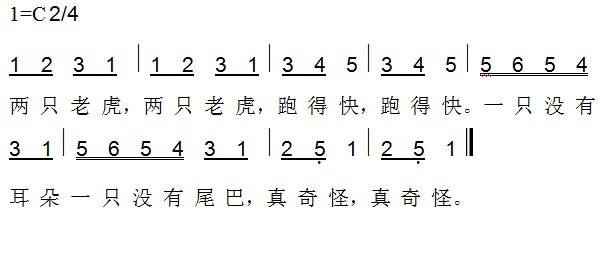 1=C 2/4
1 2 3 1 | 1 2 3 1 | 3 4 5 | 3 4 5 | 5 6 5 4
两只老虎，两只老虎，跑得快，跑得快。一只没有
3 1 | 5 6 5 4 3 1 | 2 5̣ 1 | 2 5̣ 1 ‖
耳朵一只没有尾巴，真奇怪，真奇怪。